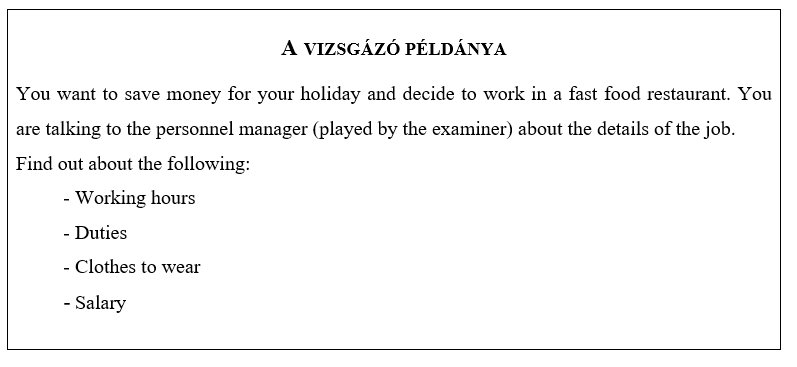 A VIZSGÁZÓ PÉLDÁNYA
You want to save money for your holiday and decide to work in a fast food restaurant. You
are talking to the personnel manager (played by the examiner) about the details of the job.
Find out about the following:
- Working hours
- Duties
- Clothes to wear
- Salary